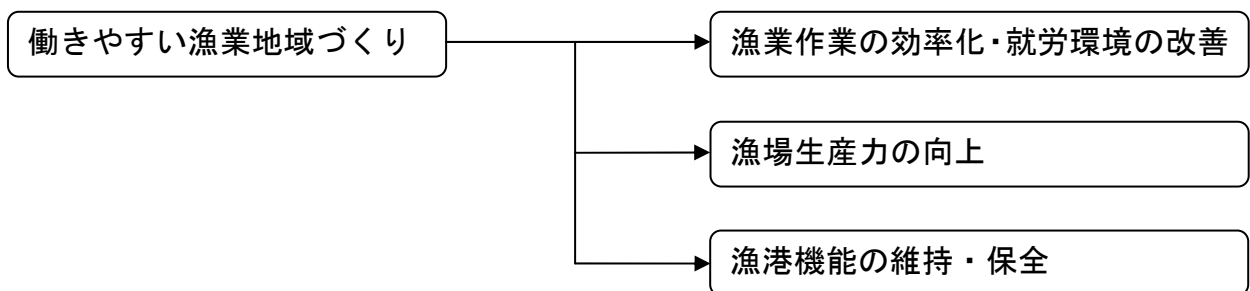 働きやすい漁業地域づくり
漁業作業の効率化・就労環境の改善
漁場生産力の向上
漁港機能の維持・保全